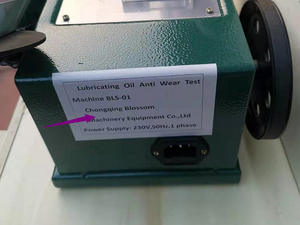 Lubricating Oil Anti Wear Test
Machine BLS-01
Chongqing Blossom
Machinery Equipment Co.,Ltd
Power Supply: 230V,50Hz,1 phave